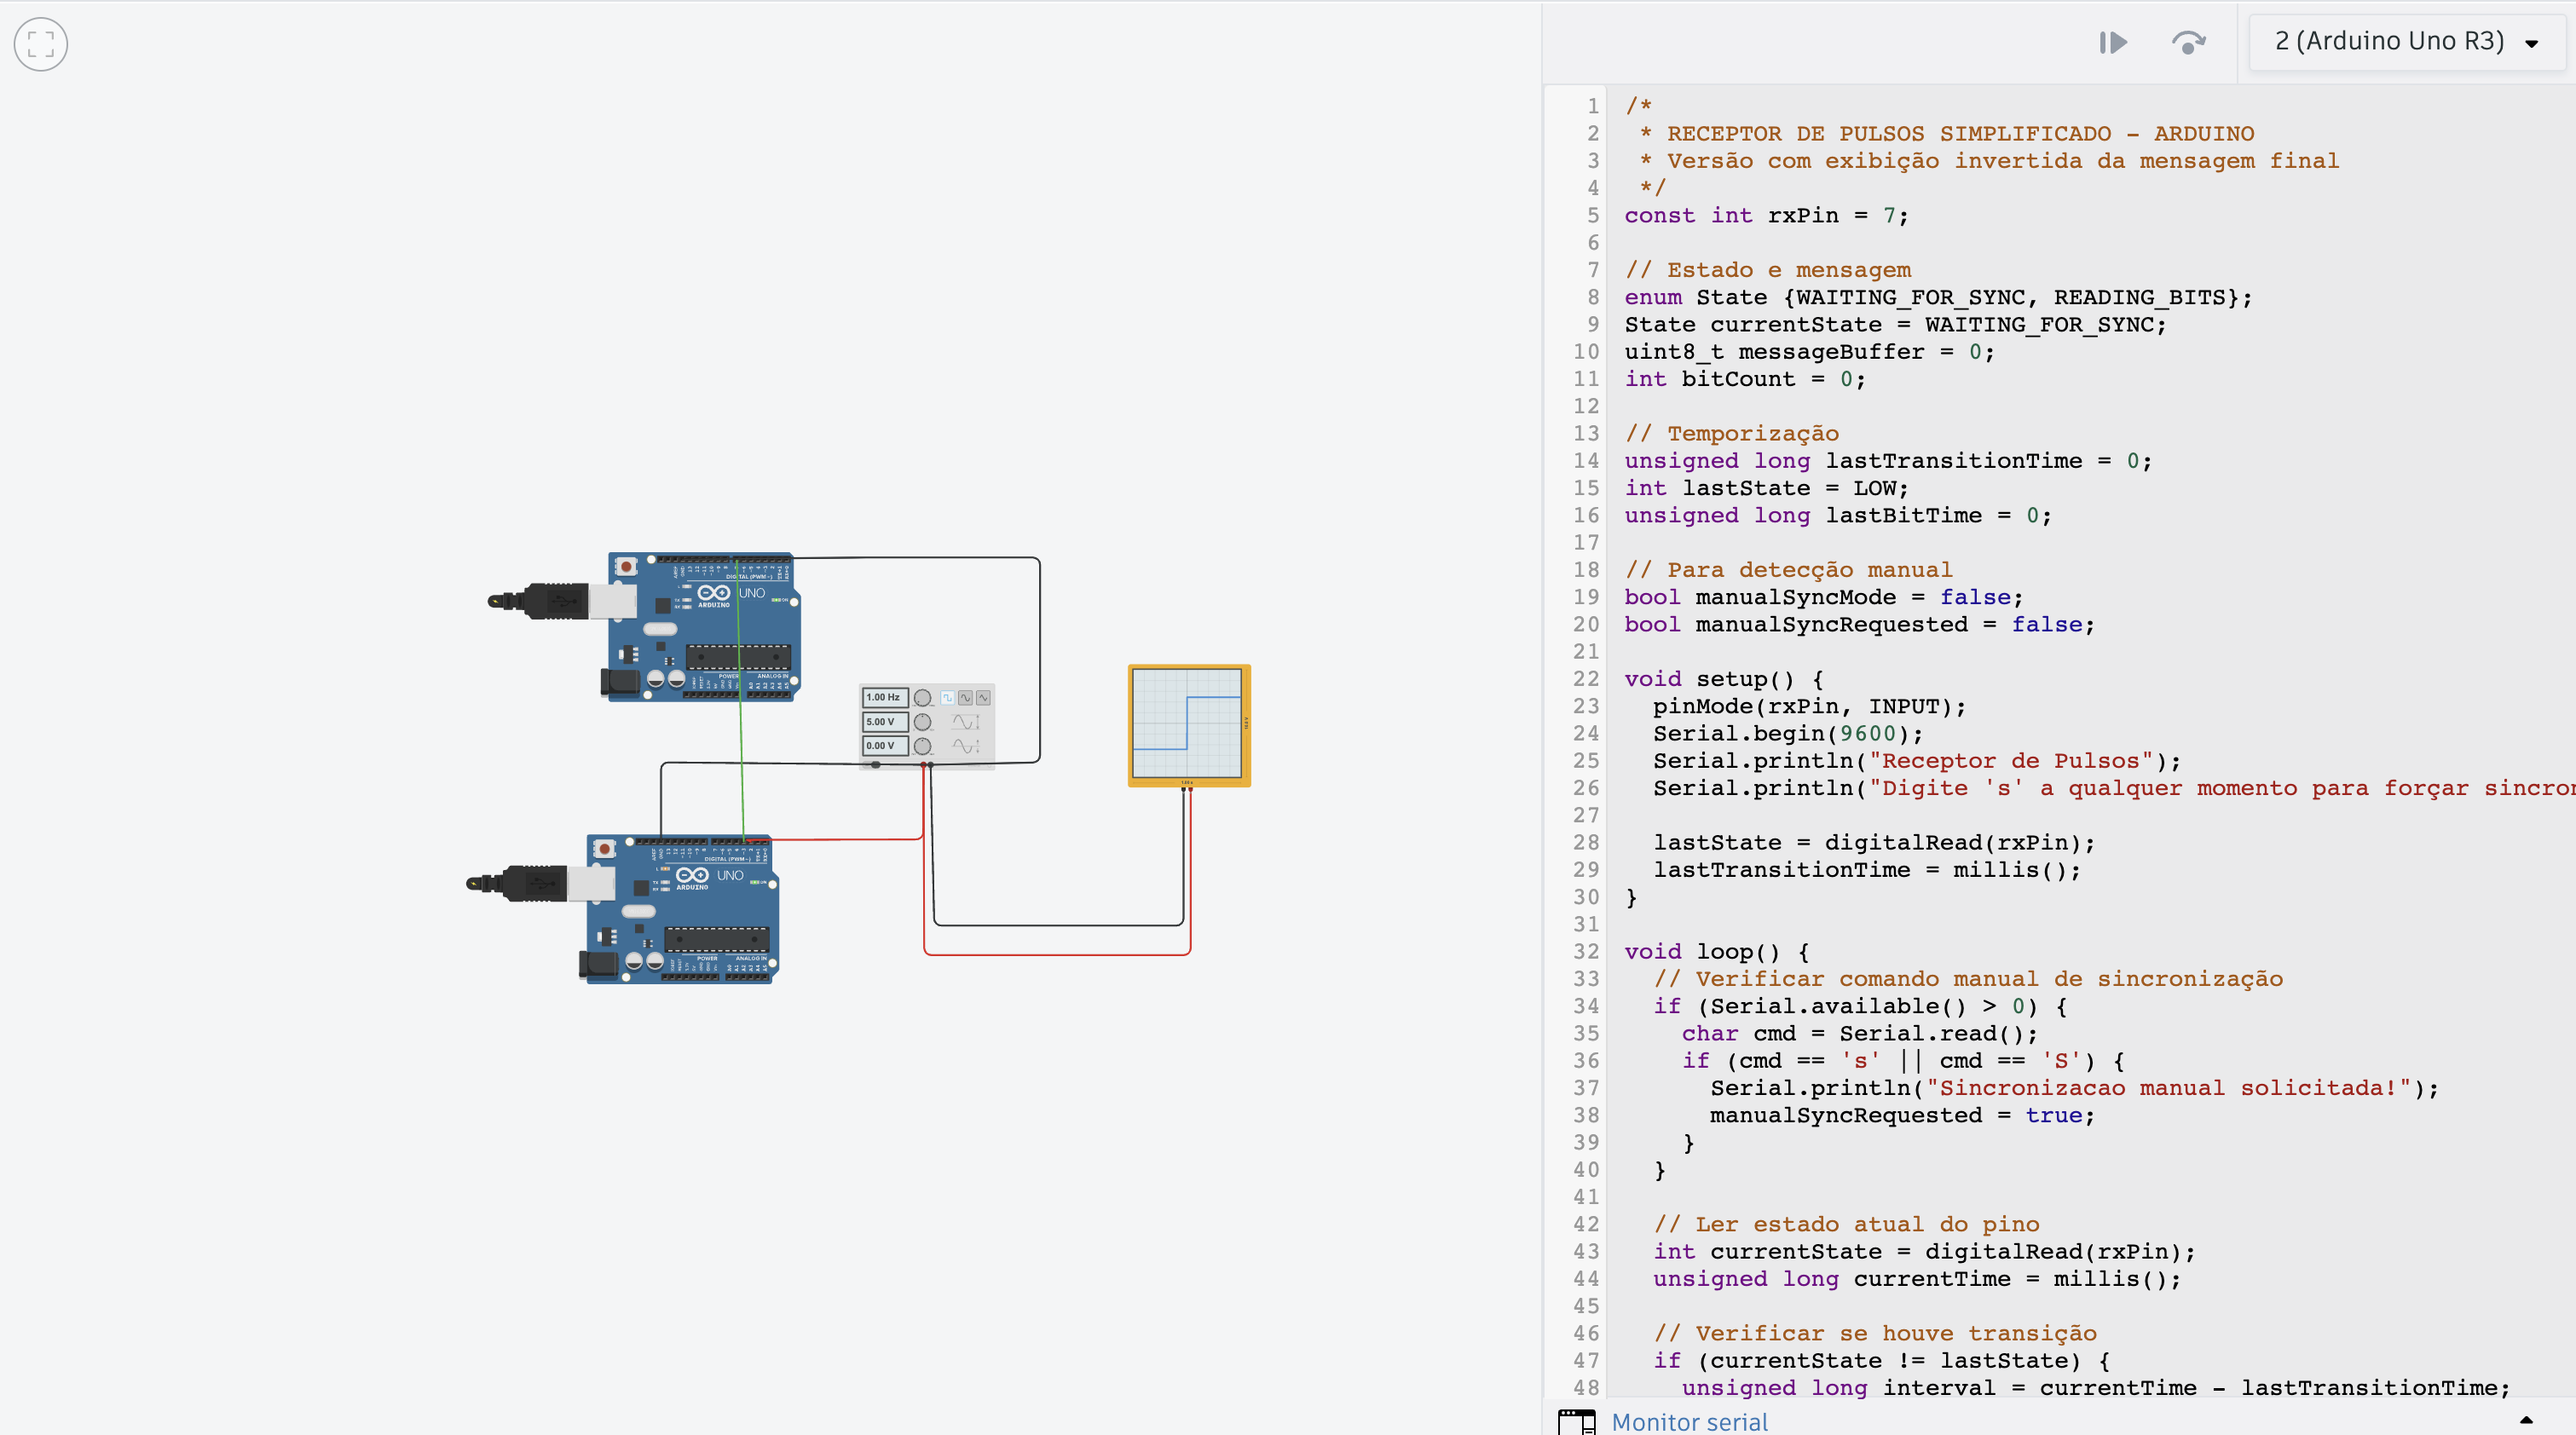 2 (Arduino Uno R3)
1 /*
2  * RECEPTOR DE PULSOS SIMPLIFICADO - ARDUINO
3  * Versão com exibição invertida da mensagem final
4  */
5 const int rxPin = 7;
6
7 // Estado e mensagem
8 enum State {WAITING_FOR_SYNC, READING_BITS};
9 State currentState = WAITING_FOR_SYNC;
10 uint8_t messageBuffer = 0;
11 int bitCount = 0;
12
13 // Temporização
14 unsigned long lastTransitionTime = 0;
15 int lastState = LOW;
16 unsigned long lastBitTime = 0;
17
18 // Para detecção manual
19 bool manualSyncMode = false;
20 bool manualSyncRequested = false;
21
22 void setup() {
23   pinMode(rxPin, INPUT);
24   Serial.begin(9600);
25   Serial.println("Receptor de Pulsos");
26   Serial.println("Digite 's' a qualquer momento para forçar sincron
27
28   lastState = digitalRead(rxPin);
29   lastTransitionTime = millis();
30 }
31
32 void loop() {
33   // Verificar comando manual de sincronização
34   if (Serial.available() > 0) {
35     char cmd = Serial.read();
36     if (cmd == 's' || cmd == 'S') {
37       Serial.println("Sincronizacao manual solicitada!");
38       manualSyncRequested = true;
39     }
40   }
41
42   // Ler estado atual do pino
43   int currentState = digitalRead(rxPin);
44   unsigned long currentTime = millis();
45
46   // Verificar se houve transição
47   if (currentState != lastState) {
48     unsigned long interval = currentTime - lastTransitionTime;
Monitor serial
DIGITAL (PWM~)
UNO
ARDUINO
POWER
ANALOG IN
1.00 Hz
5.00 V
0.00 V
DIGITAL (PWM~)
UNO
ARDUINO
POWER
ANALOG IN